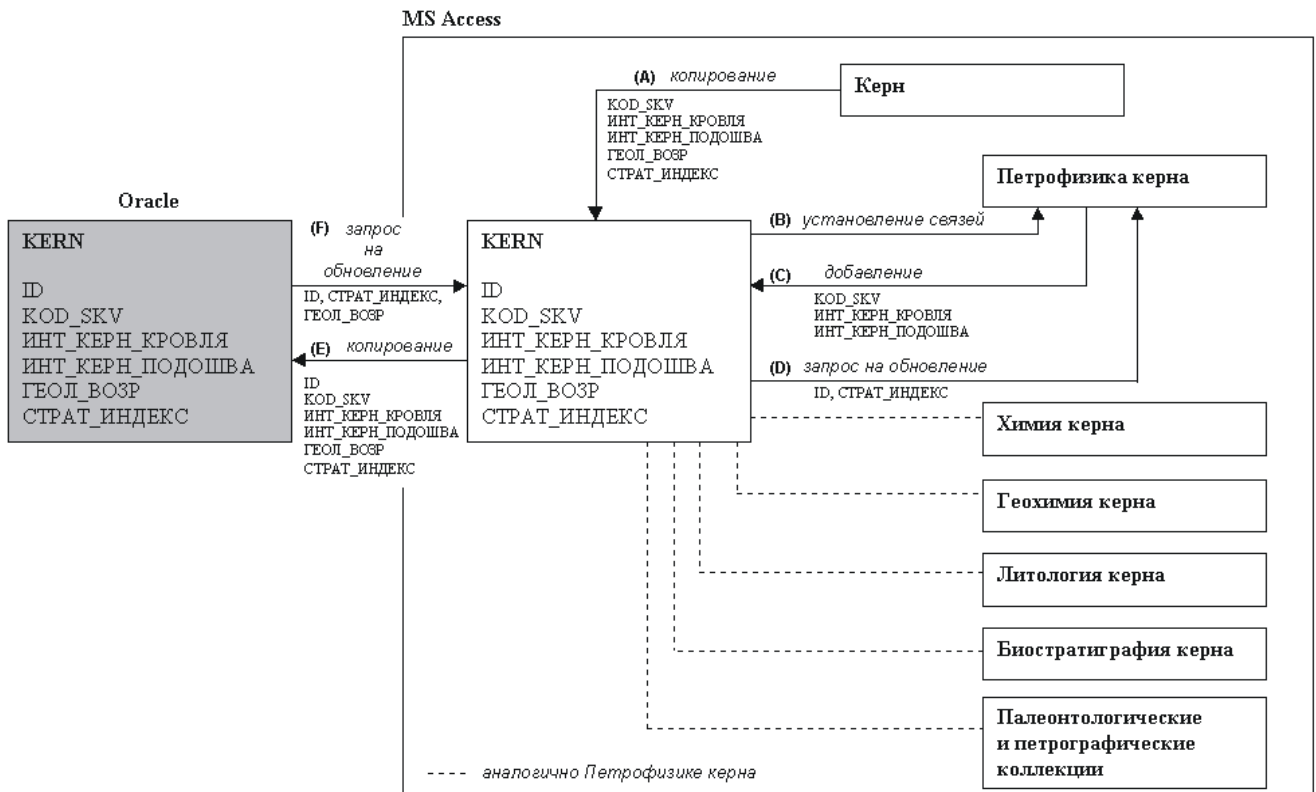 MS Access
(A) копирование
KOD_SKV
ИНТ_КЕРН_КРОВЛЯ
ИНТ_КЕРН_ПОДОШВА
ГЕОЛ_ВОЗР
СТРАТ_ИНДЕКС
Керн
Петрофизика керна
Oracle
KERN
ID
KOD_SKV
ИНТ_КЕРН_КРОВЛЯ
ИНТ_КЕРН_ПОДОШВА
ГЕОЛ_ВОЗР
СТРАТ_ИНДЕКС
(F) запрос
на
обновление
ID, СТРАТ_ИНДЕКС,
ГЕОЛ_ВОЗР
(E) копирование
ID
KOD_SKV
ИНТ_КЕРН_КРОВЛЯ
ИНТ_КЕРН_ПОДОШВА
ГЕОЛ_ВОЗР
СТРАТ_ИНДЕКС
KERN
ID
KOD_SKV
ИНТ_КЕРН_КРОВЛЯ
ИНТ_КЕРН_ПОДОШВА
ГЕОЛ_ВОЗР
СТРАТ_ИНДЕКС
(B) установление связей
(C) добавление
KOD_SKV
ИНТ_КЕРН_КРОВЛЯ
ИНТ_КЕРН_ПОДОШВА
(D) запрос на обновление
ID, СТРАТ_ИНДЕКС
Химия керна
Геохимия керна
Литология керна
Биостратиграфия керна
Палеонтологические
и петрографические
коллекции
---- аналогично Петрофизике керна